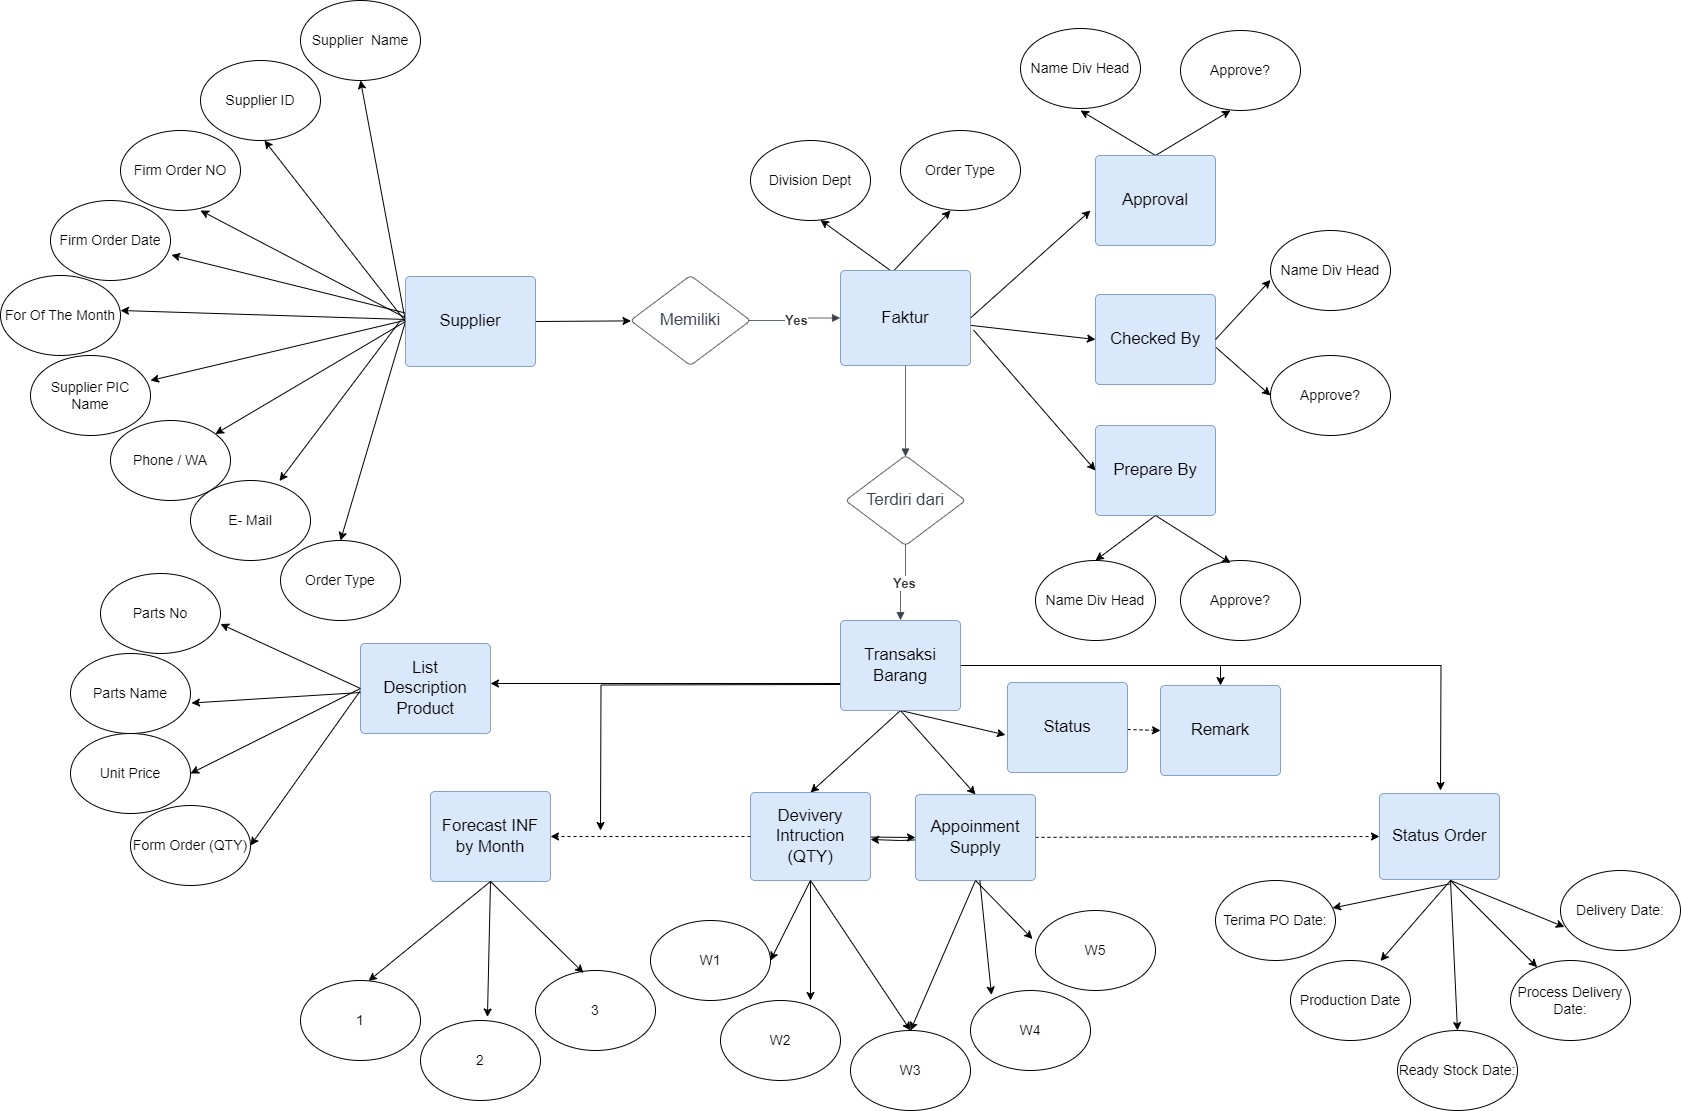 Supplier  Name
Supplier ID
Firm Order NO
Firm Order Date
For Of The Month
Supplier PIC
Name
Phone / WA
E- Mail
Order Type
Supplier
Memiliki
Yes
Division Dept
Order Type
Faktur
Name Div Head
Approve?
Approval
Name Div Head
Checked By
Approve?
Prepare By
Name Div Head
Approve?
Terdiri dari
Yes
Transaksi
Barang
Parts No
Parts Name
Unit Price
Form Order (QTY)
List
Description
Product
Status
Remark
Forecast INF
by Month
Devivery
Intruction
(QTY)
Appoinment
Supply
Status Order
1
2
3
W1
W2
W3
W4
W5
Terima PO Date:
Production Date
Ready Stock Date:
Process Delivery
Date:
Delivery Date: